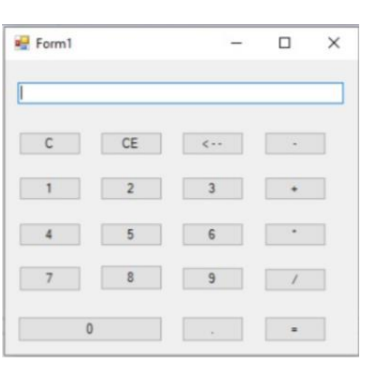 Form1
C CE <-- -
1 2 3 +
4 5 6 *
7 8 9 /
0 . =